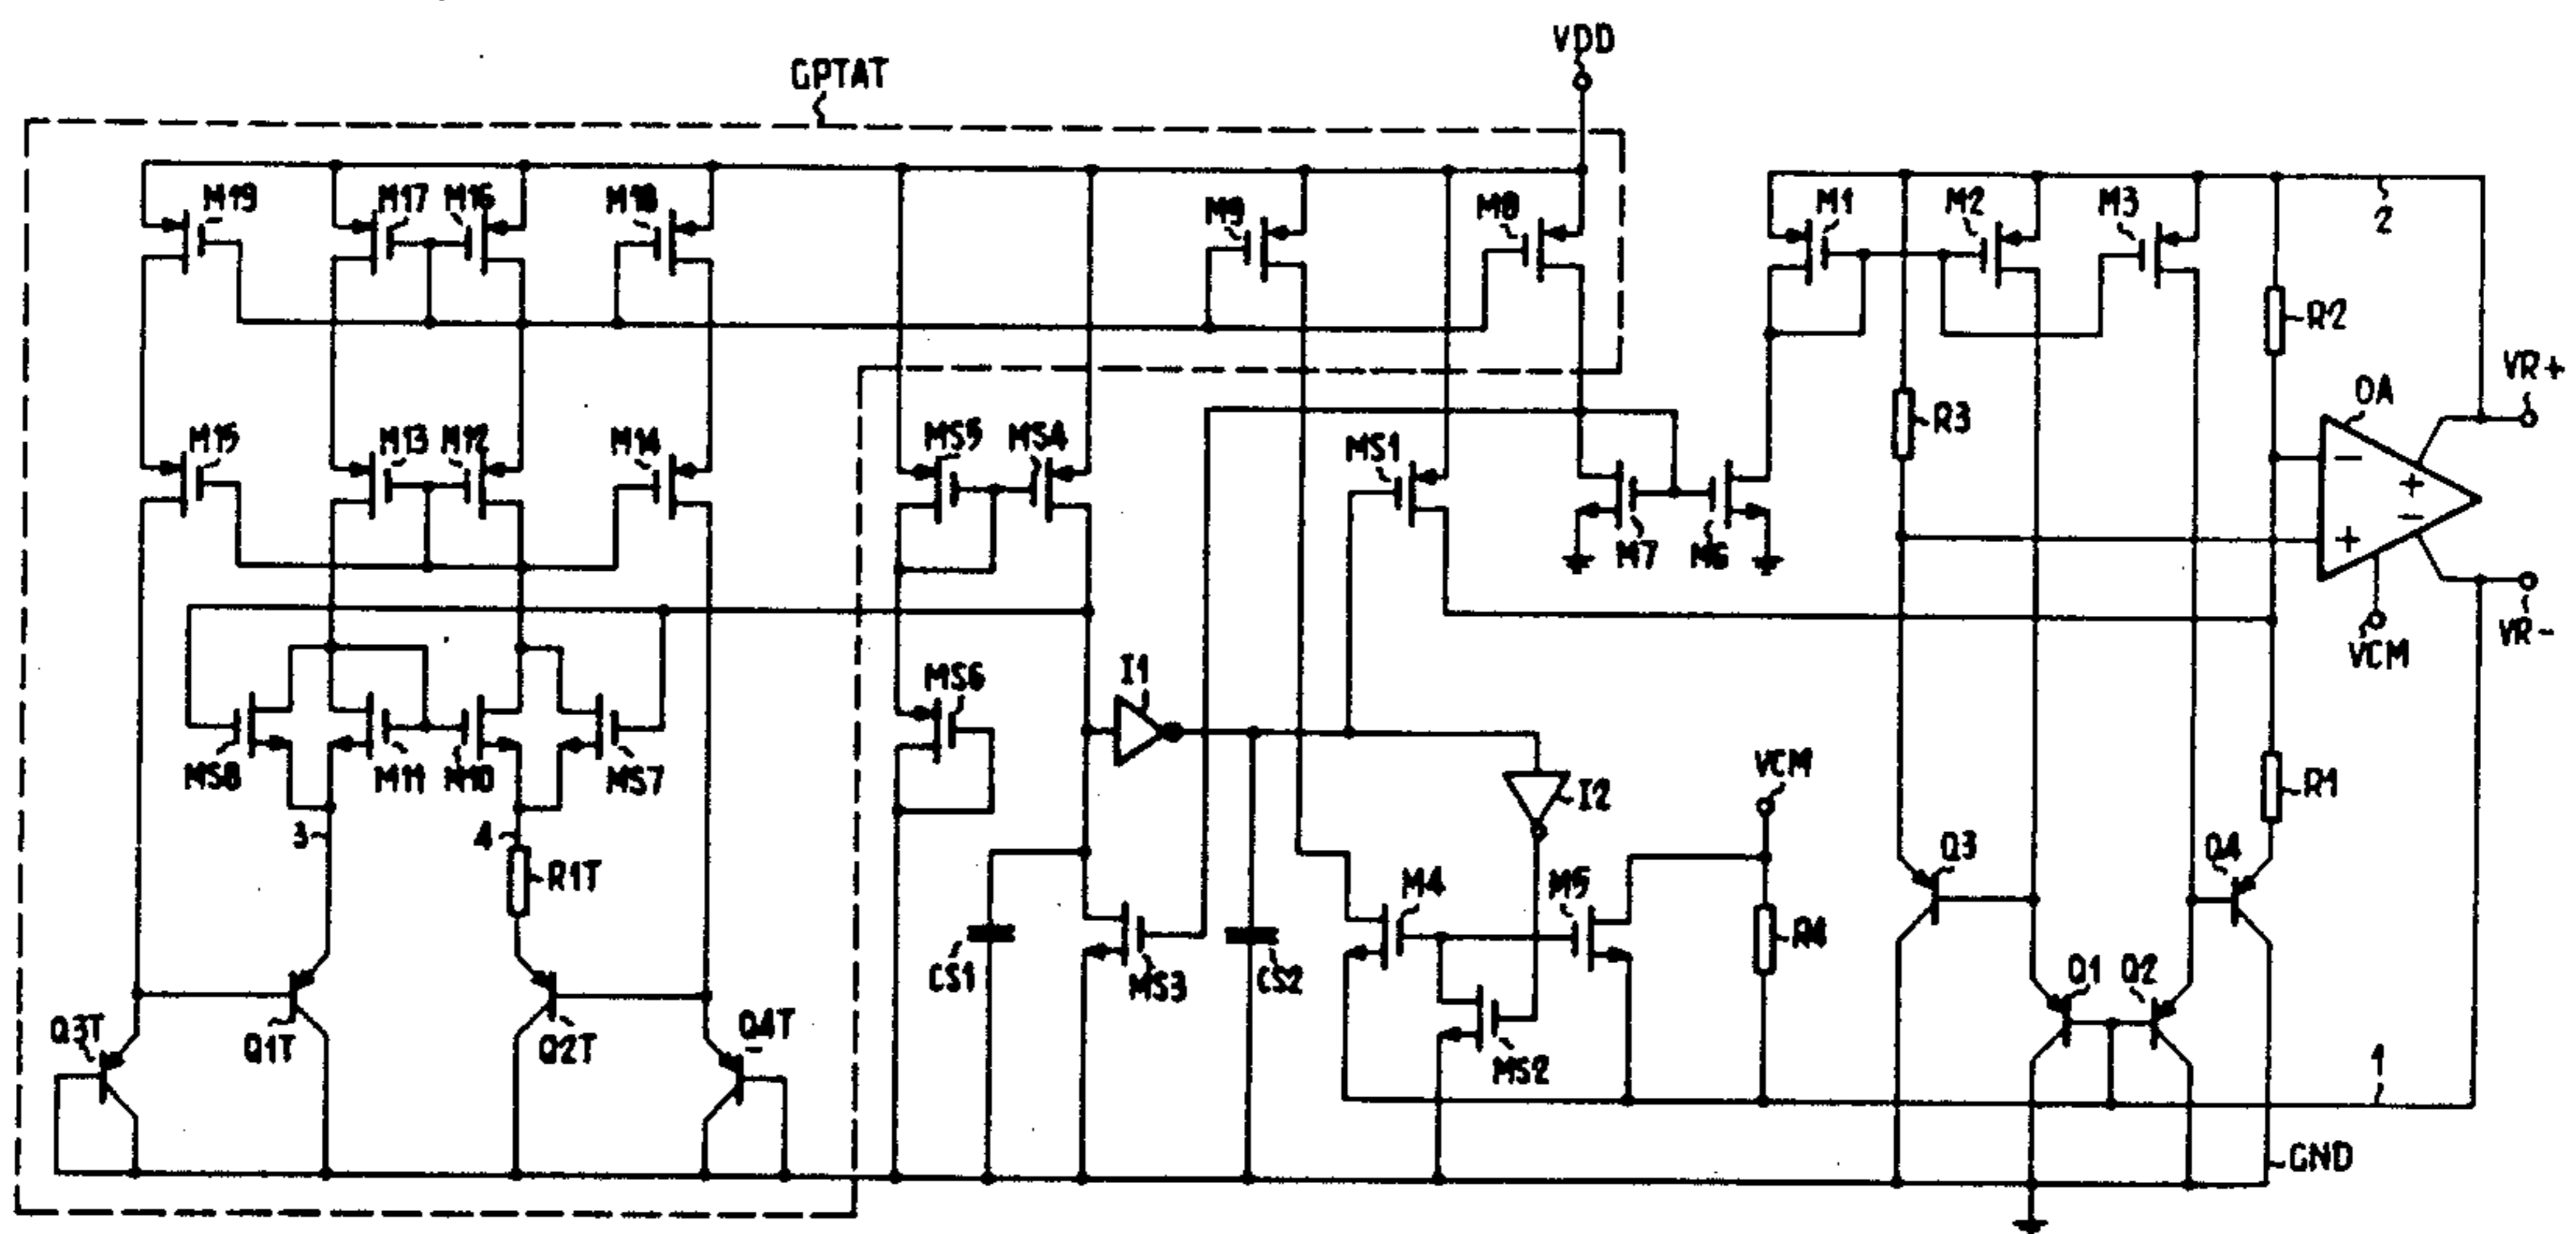 VDD
GPTAT
M19
M17
M16
M18
M9
M8
M1
M2
M3
2
R2
VR+
OA
R3
M15
M13
M12
M14
MS5
MS4
MS1
−
+
−
+
M7
M6
VCM
VR-
MS6
I1
MS8
M11
M10
MS7
VCM
I2
R1
3
4
R1T
Q3
Q4
M4
M5
R4
CS1
MS3
CS2
Q3T
Q1T
Q2T
Q4T
MS2
Q1
Q2
1
GND